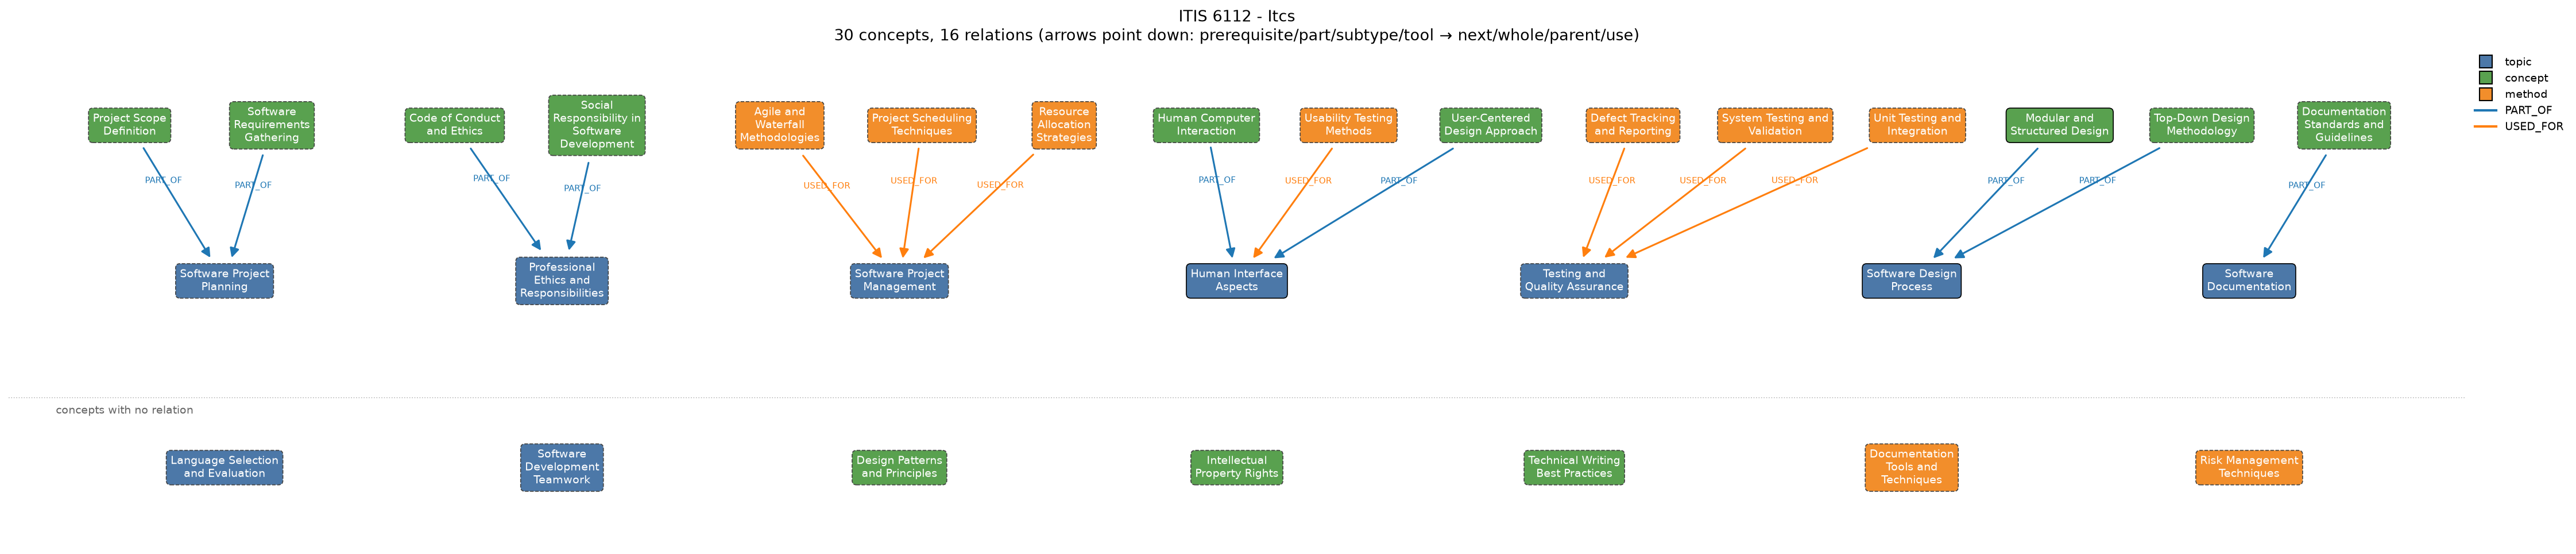 ITIS 6112 - Itcs
30 concepts, 16 relations (arrows point down: prerequisite/part/subtype/tool → next/whole/parent/use)
topic
concept
method
PART_OF
USED_FOR
Project Scope
Definition
Software
Requirements
Gathering
Code of Conduct
and Ethics
Social
Responsibility in
Software
Development
Agile and
Waterfall
Methodologies
Project Scheduling
Techniques
Resource
Allocation
Strategies
Human Computer
Interaction
Usability Testing
Methods
User-Centered
Design Approach
Defect Tracking
and Reporting
System Testing and
Validation
Unit Testing and
Integration
Modular and
Structured Design
Top-Down Design
Methodology
Documentation
Standards and
Guidelines
PART_OF
PART_OF
PART_OF
PART_OF
USED_FOR
USED_FOR
USED_FOR
PART_OF
USED_FOR
PART_OF
USED_FOR
USED_FOR
USED_FOR
PART_OF
PART_OF
PART_OF
Software Project
Planning
Professional
Ethics and
Responsibilities
Software Project
Management
Human Interface
Aspects
Testing and
Quality Assurance
Software Design
Process
Software
Documentation
concepts with no relation
Language Selection
and Evaluation
Software
Development
Teamwork
Design Patterns
and Principles
Intellectual
Property Rights
Technical Writing
Best Practices
Documentation
Tools and
Techniques
Risk Management
Techniques